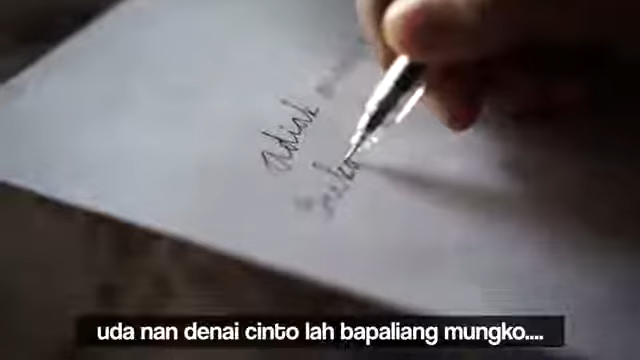 adiak
uda nan denai cinto lah bapaliang mungko....